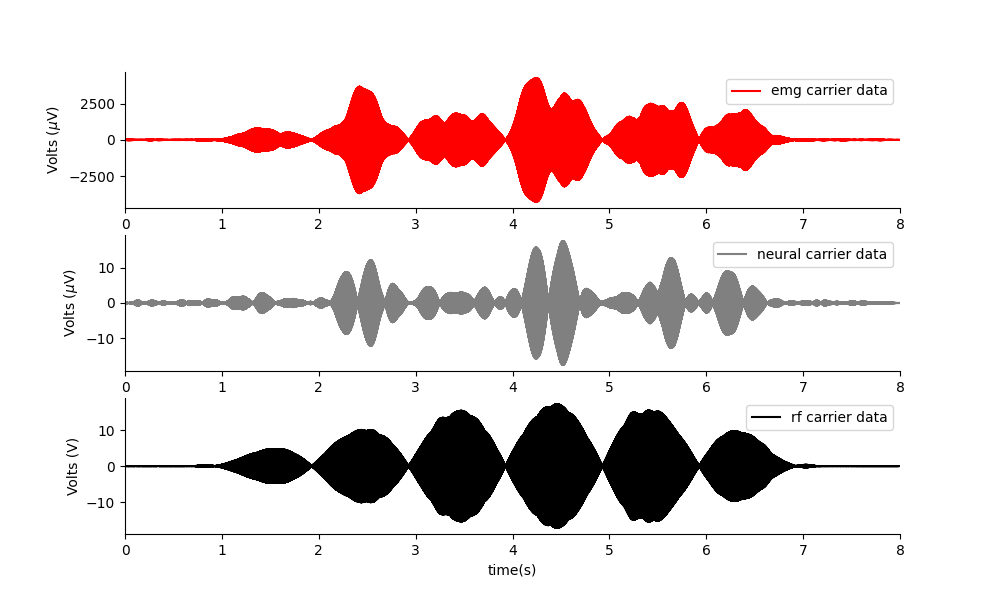 Volts (μV)
2500
0
−2500
emg carrier data
0 1 2 3 4 5 6 7 8
Volts (μV)
10
0
−10
neural carrier data
0 1 2 3 4 5 6 7 8
Volts (V)
10
0
−10
rf carrier data
0 1 2 3 4 5 6 7 8
time(s)